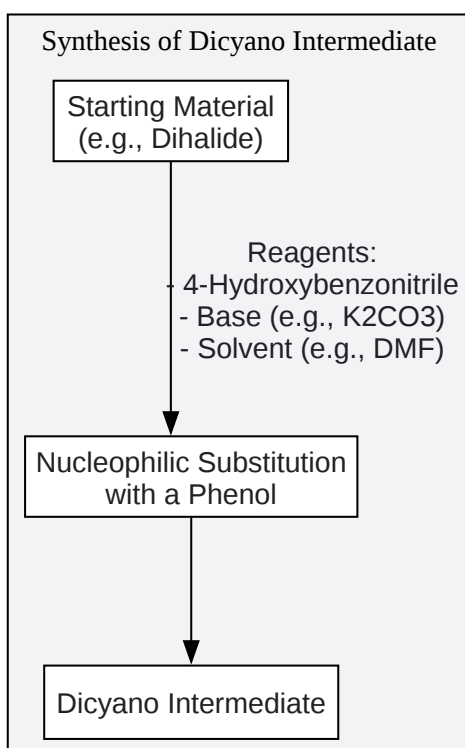 Synthesis of Dicyano Intermediate
Starting Material
(e.g., Dihalide)
Reagents:
- 4-Hydroxybenzonitrile
- Base (e.g., K2CO3)
- Solvent (e.g., DMF)
Nucleophilic Substitution
with a Phenol
Dicyano Intermediate